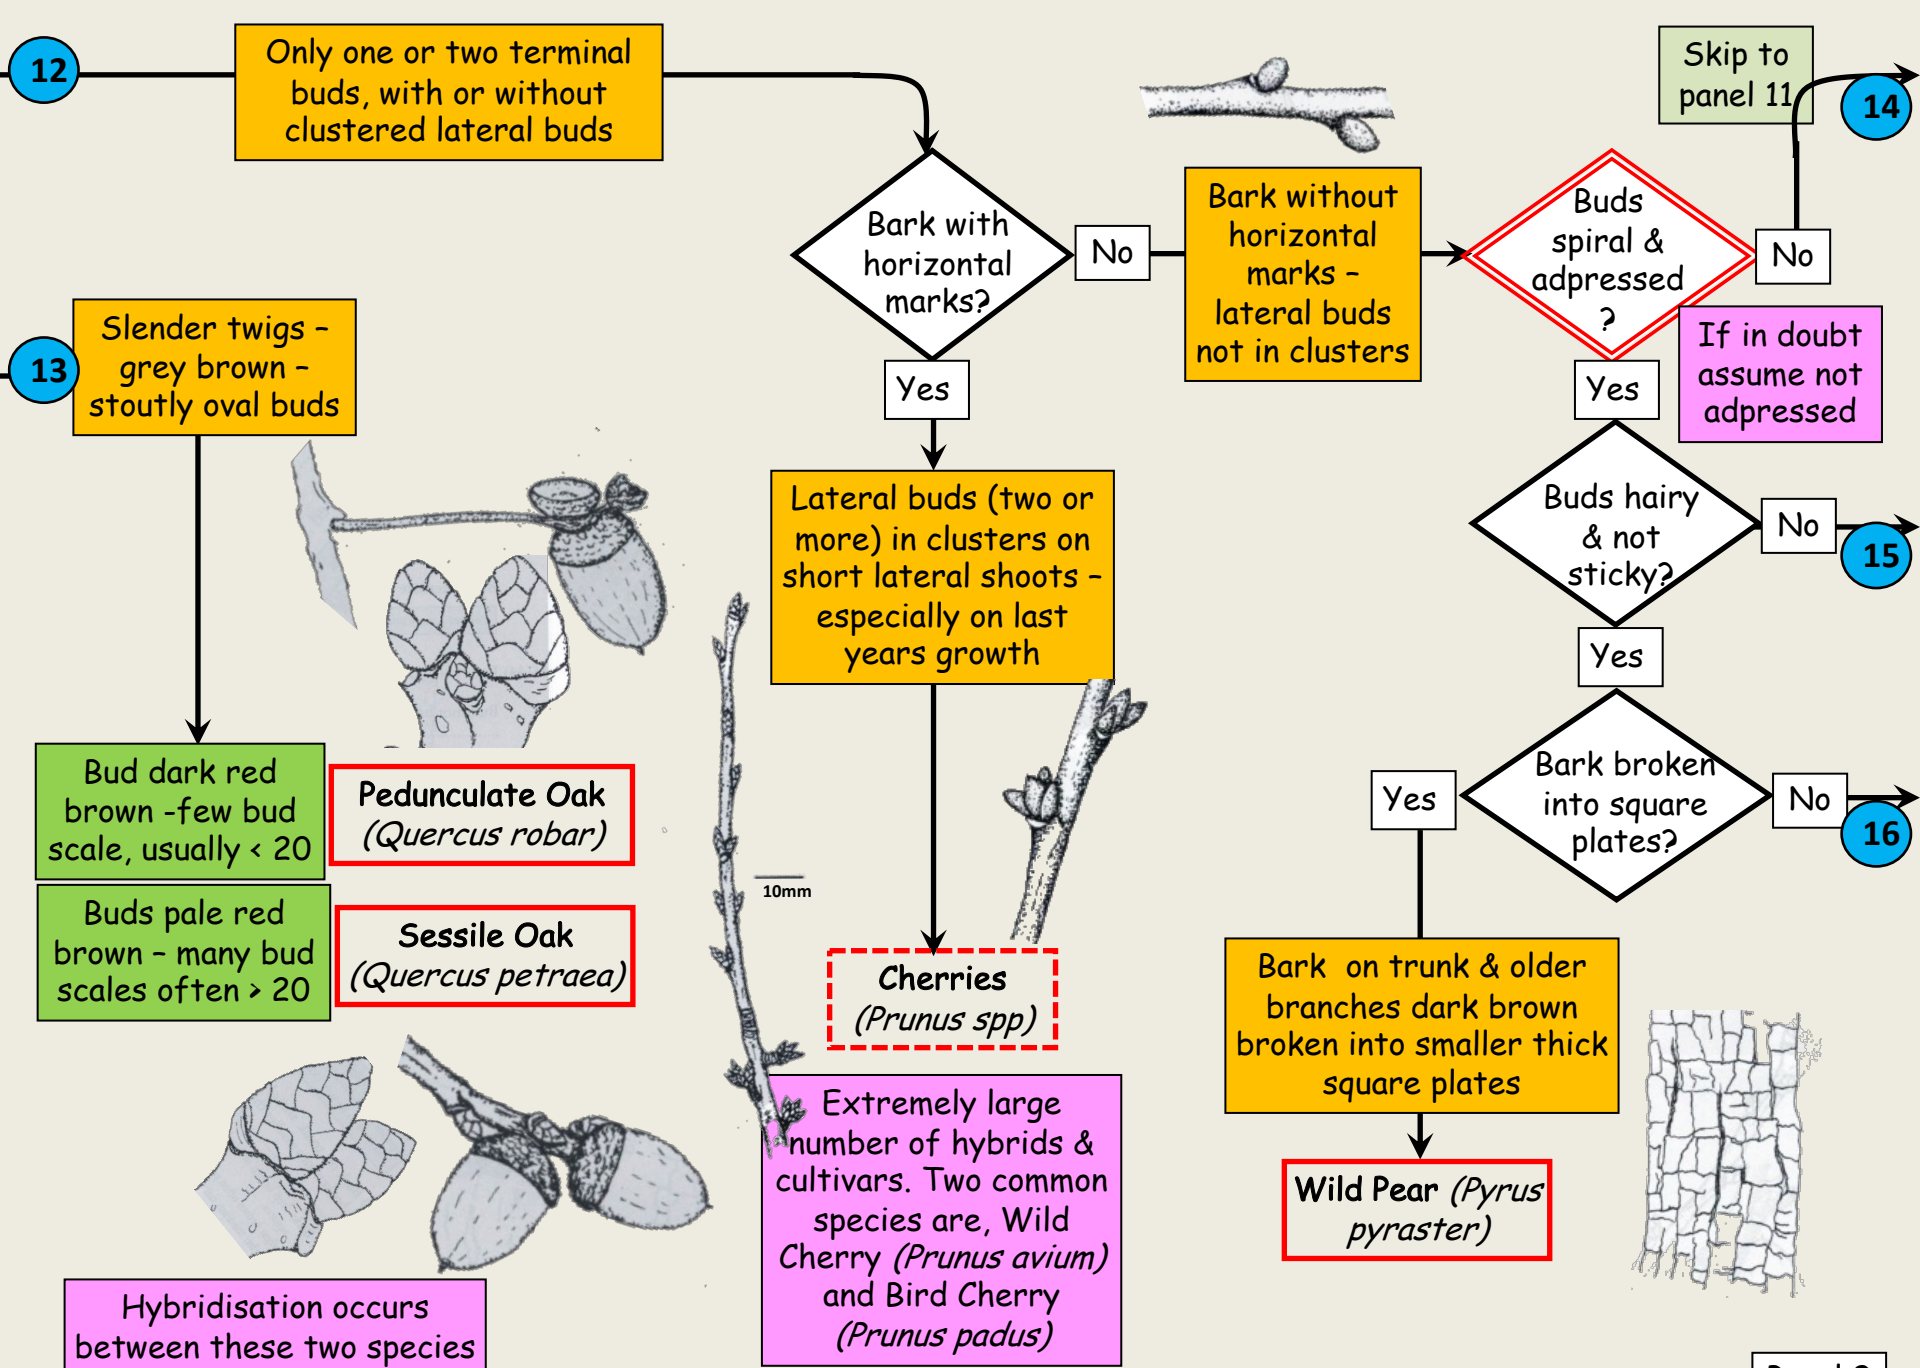 12
Only one or two terminal
buds, with or without
clustered lateral buds
Bark with
horizontal
marks?
No
Bark without
horizontal
marks –
lateral buds
not in clusters
Buds
spiral &
adpressed
?
No
Skip to
panel 11
14
If in doubt
assume not
adpressed
Yes
Yes
13
Slender twigs –
grey brown –
stoutly oval buds
Lateral buds (two or
more) in clusters on
short lateral shoots –
especially on last
years growth
Buds hairy
& not
sticky?
No
15
Yes
Bark broken
into square
plates?
Yes
No
16
Bud dark red
brown -few bud
scale, usually < 20
Pedunculate Oak
(Quercus robar)
Buds pale red
brown – many bud
scales often > 20
Sessile Oak
(Quercus petraea)
10mm
Cherries
(Prunus spp)
Bark on trunk & older
branches dark brown
broken into smaller thick
square plates
Extremely large
number of hybrids &
cultivars. Two common
species are, Wild
Cherry (Prunus avium)
and Bird Cherry
(Prunus padus)
Wild Pear (Pyrus
pyraster)
Hybridisation occurs
between these two species